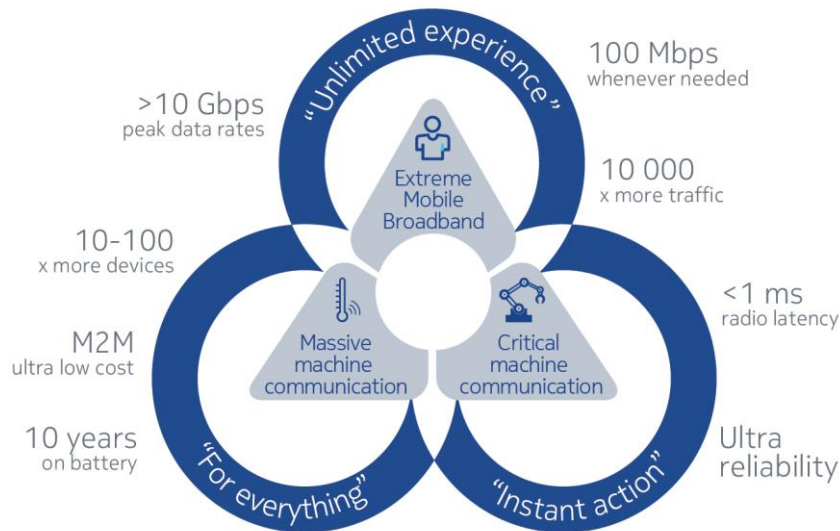 "Unlimited experience"
>10 Gbps
peak data rates
100 Mbps
whenever needed
10 000
x more traffic
Extreme
Mobile
Broadband
10-100
x more devices
M2M
ultra low cost
10 years
on battery
Massive
machine
communication
"For everything"
Critical
machine
communication
"Instant action"
<1 ms
radio latency
Ultra
reliability